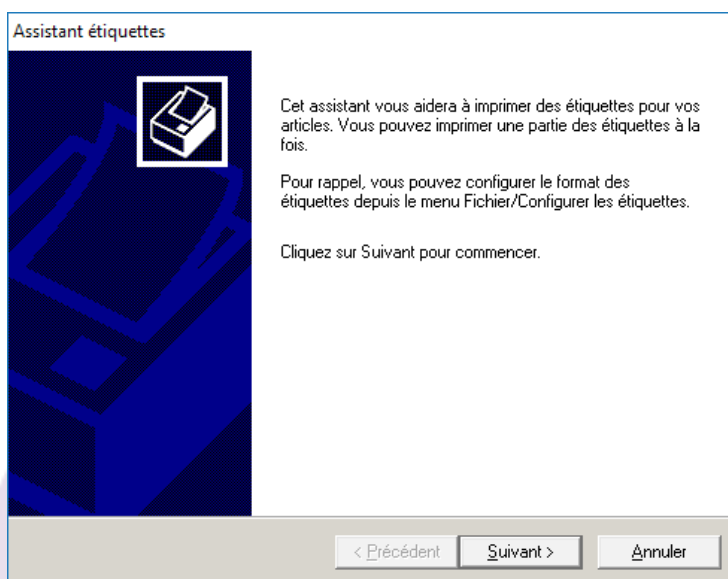 Assistant étiquettes
Cet assistant vous aidera à imprimer des étiquettes pour vos
articles. Vous pouvez imprimer une partie des étiquettes à la
fois.
Pour rappel, vous pouvez configurer le format des
étiquettes depuis le menu Fichier/Configurer les étiquettes.
Cliquez sur Suivant pour commencer.
< Précédent
Suivant >
Annuler